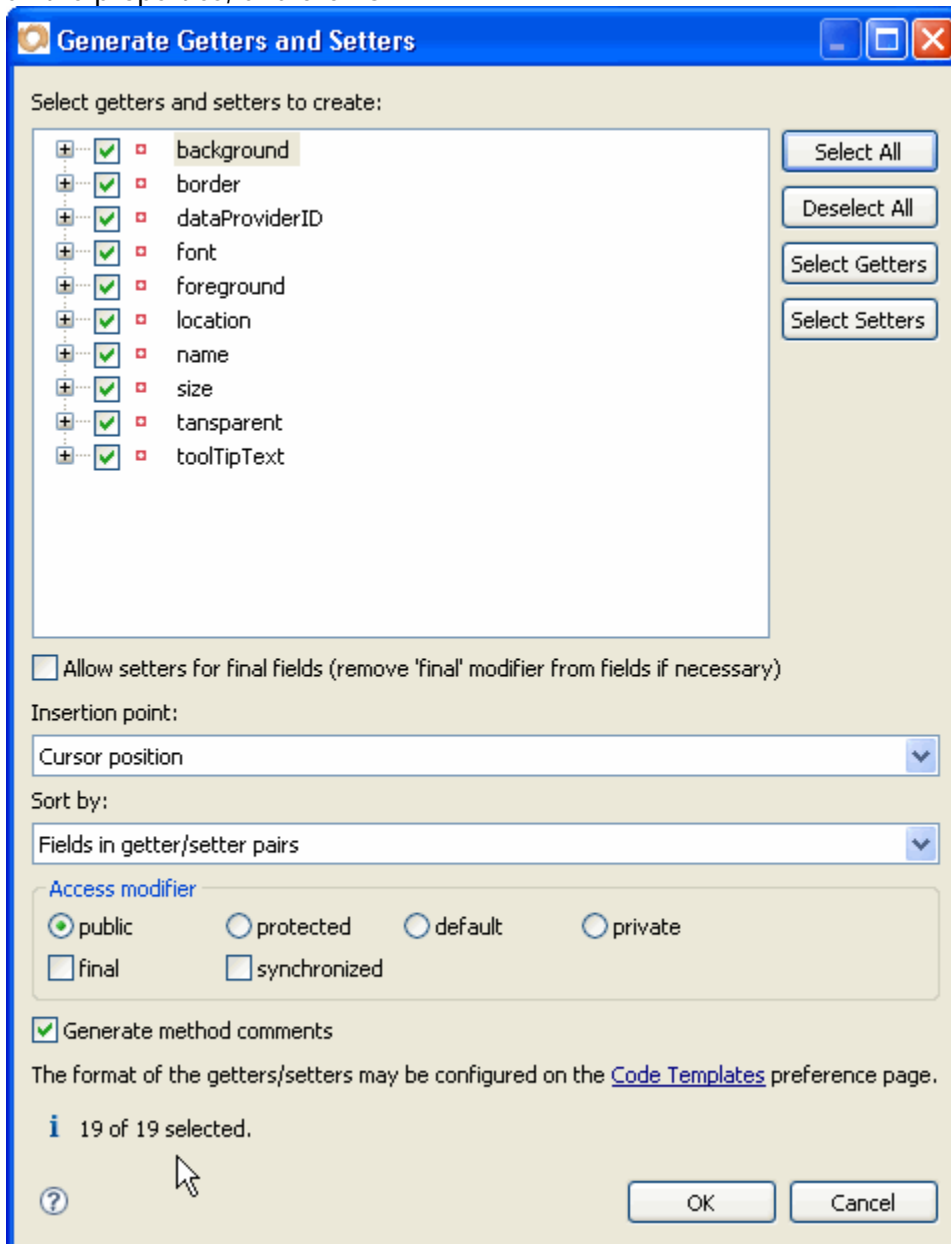 Generate Getters and Setters
Select getters and setters to create:
background
border
dataProviderID
font
foreground
location
name
size
tansparent
toolTipText
Select All
Deselect All
Select Getters
Select Setters
Allow setters for final fields (remove 'final' modifier from fields if necessary)
Insertion point:
Cursor position
Sort by:
Fields in getter/setter pairs
Access modifier
public protected default private
final synchronized
Generate method comments
The format of the getters/setters may be configured on the Code Templates preference page.
i 19 of 19 selected.
? OK Cancel